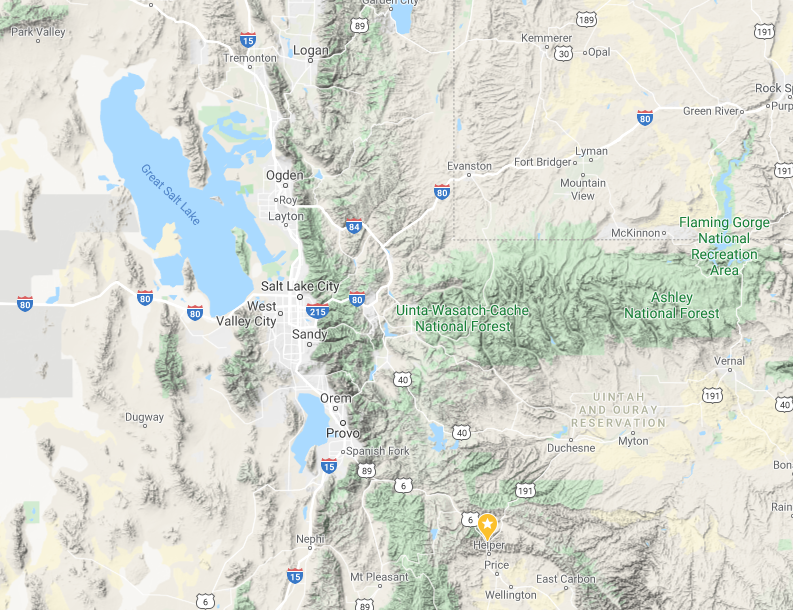 Garden City
89
189
191
Park Valley
15
Logan
Kemmerer
30
Opal
Tremonton
Rock Sp
Green River
Purp
80
Lyman
Evanston
Fort Bridger
Mountain
View
191
Ogden
Roy
80
Great Salt Lake
Layton
84
Flaming Gorge
National
Recreation
Area
McKinnon
Salt Lake City
80
80
80
80
West
Valley City
215
Uinta-Wasatch-Cache
National Forest
Ashley
National Forest
Sandy
Vernal
40
191
40
UINTAH
AND OURAY
RESERVATION
Orem
Dugway
Provo
40
Myton
Duchesne
Spanish Fork
15
89
Bona
6
191
Rain
6
Helper
Nephi
Price
15
Mt Pleasant
East Carbon
Wellington
6
89